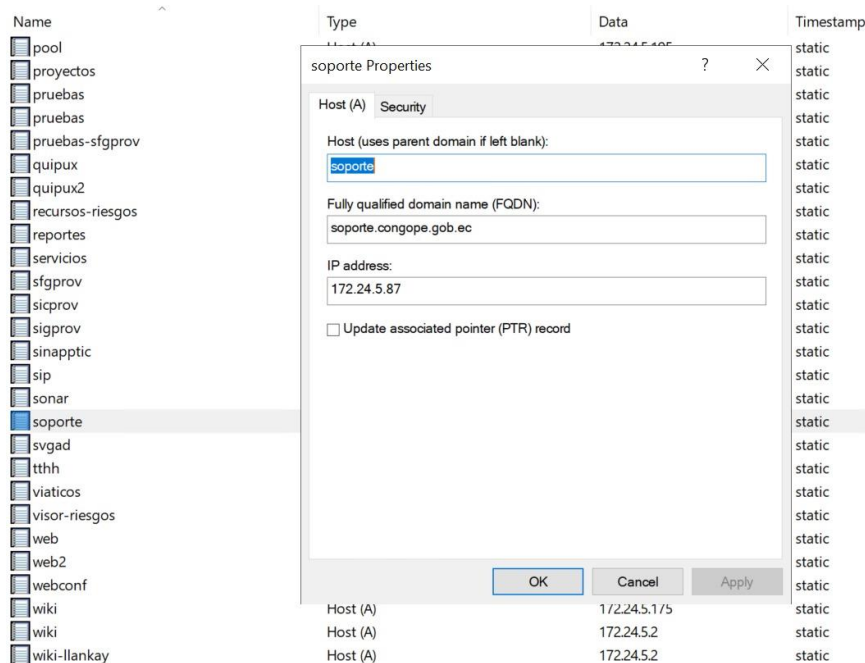 Name Type Data Timestamp
pool static
proyectos static
pruebas static
pruebas static
pruebas-sfgprov static
quipux static
quipux2 static
recursos-riesgos static
reportes static
servicios static
sfgprov static
sicprov static
sigprov static
sinapptic static
sip static
sonar static
soporte static
svgad static
tthh static
viaticos static
visor-riesgos static
web static
web2 static
webconf static
wiki Host (A) 172.24.5.175 static
wiki Host (A) 172.24.5.2 static
wiki-llankay Host (A) 172.24.5.2 static
soporte Properties ? ×
Host (A) Security
Host (uses parent domain if left blank):
soporte
Fully qualified domain name (FQDN):
soporte.congope.gob.ec
IP address:
172.24.5.87
Update associated pointer (PTR) record
OK Cancel Apply